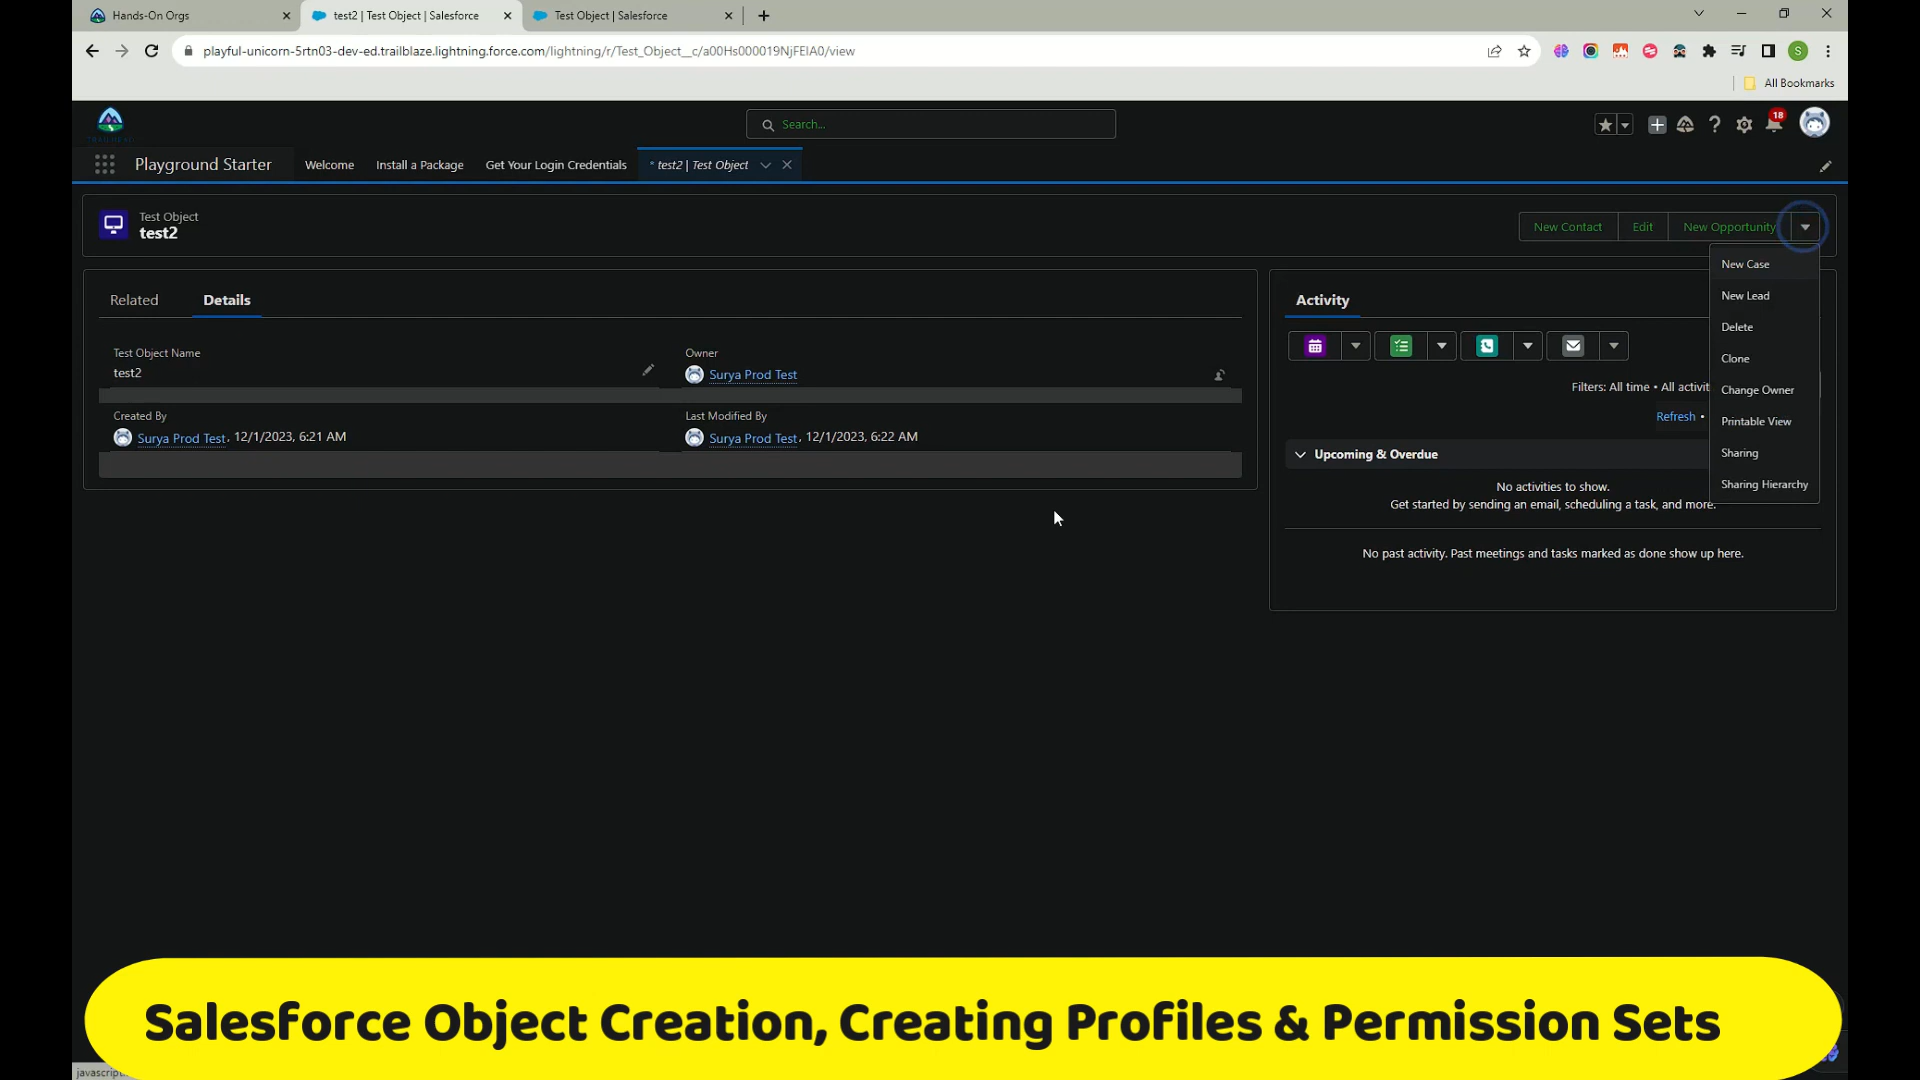 Hands-On Orgs
test2 | Test Object | Salesforce
Test Object | Salesforce
playful-unicorn-5rtn03-dev-ed.trailblaze.lightning.force.com/lightning/r/Test_Object__c/a00Hs000019NjFEIA0/view
S
All Bookmarks
Search...
18
Playground Starter
Welcome
Install a Package
Get Your Login Credentials
* test2 | Test Object
Test Object
test2
New Contact
Edit
New Opportunity
New Case
New Lead
Delete
Clone
Change Owner
Printable View
Sharing
Sharing Hierarchy
Related
Details
Test Object Name
test2
Owner
Surya Prod Test
Created By
Surya Prod Test, 12/1/2023, 6:21 AM
Last Modified By
Surya Prod Test, 12/1/2023, 6:22 AM
Activity
Filters: All time • All activit
Refresh •
Upcoming & Overdue
No activities to show.
Get started by sending an email, scheduling a task, and more.
No past activity. Past meetings and tasks marked as done show up here.
Salesforce Object Creation, Creating Profiles & Permission Sets
javascript